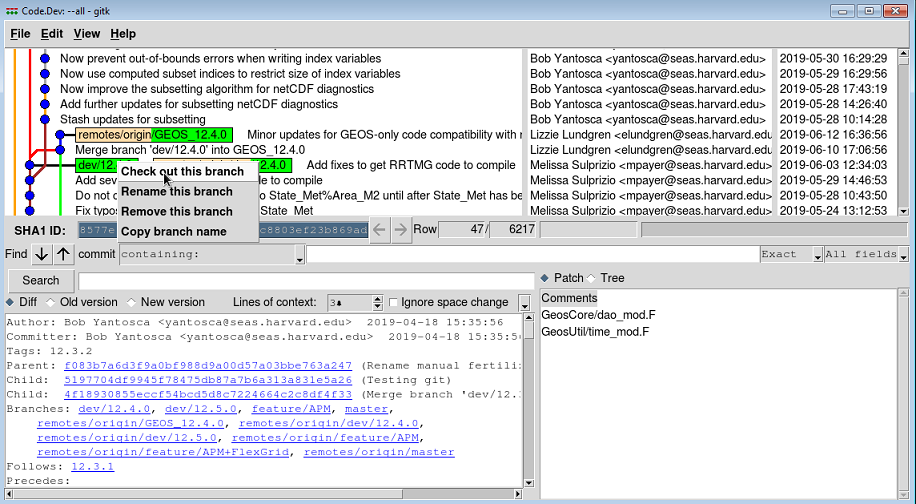 Code.Dev: --all - gitk
File Edit View Help
Now prevent out-of-bounds errors when writing index variables Bob Yantosca <yantosca@seas.harvard.edu> 2019-05-30 16:29:29
Now use computed subset indices to restrict size of index variables Bob Yantosca <yantosca@seas.harvard.edu> 2019-05-29 16:29:56
Now improve the subsetting algorithm for netCDF diagnostics Bob Yantosca <yantosca@seas.harvard.edu> 2019-05-28 17:43:19
Add further updates for subsetting netCDF diagnostics Bob Yantosca <yantosca@seas.harvard.edu> 2019-05-28 14:26:40
Stash updates for subsetting Bob Yantosca <yantosca@seas.harvard.edu> 2019-05-28 10:14:28
remotes/origin/GEOS_12.4.0 Minor updates for GEOS-only code compatibility with r Lizzie Lundgren <elundgren@seas.harvard.edu 2019-06-12 16:36:56
Merge branch 'dev/12.4.0' into GEOS_12.4.0 Lizzie Lundgren <elundgren@seas.harvard.edu 2019-06-10 17:06:56
dev/12. 2.4.0 Add fixes to get RRTMG code to compile Melissa Sulprizio <mpayer@seas.harvard.edu> 2019-06-03 12:34:03
Add sev le to compile Melissa Sulprizio <mpayer@seas.harvard.edu> 2019-05-31 08:36:28
Do not o State_Met%Area_M2 until after State_Met has be Melissa Sulprizio <mpayer@seas.harvard.edu> 2019-05-28 10:43:50
Fix typo State_Met Melissa Sulprizio <mpayer@seas.harvard.edu> 2019-05-24 13:12:53
Check out this branch
Rename this branch
Remove this branch
Copy branch name
SHA1 ID: 8577e c8803ef23b869ad Row 47/ 6217
Find commit containing: Exact All fields
Search
Diff Old version New version Lines of context: 3 Ignore space change
Patch Tree
Author: Bob Yantosca <yantosca@seas.harvard.edu> 2019-04-18 15:35:56
Committer: Bob Yantosca <yantosca@seas.harvard.edu> 2019-04-18 15:35:5
Tags: 12.3.2
Parent: f083b7a6d3f9a0bf988d9a00d57a03bbe763a247 (Rename manual fertili
Child: 5197704df9945f78475db87a7b6a313a831e5a26 (Testing git)
Child: 4f18930855eccf54bcd5d8c7224664c2c8df4f33 (Merge branch 'dev/12.
Branches: dev/12.4.0, dev/12.5.0, feature/APM, master,
remotes/origin/GEOS_12.4.0, remotes/origin/dev/12.4.0,
remotes/origin/dev/12.5.0, remotes/origin/feature/APM,
remotes/origin/feature/APM+FlexGrid, remotes/origin/master
Follows: 12.3.1
Precedes:
Comments
GeosCore/dao_mod.F
GeosUtil/time_mod.F